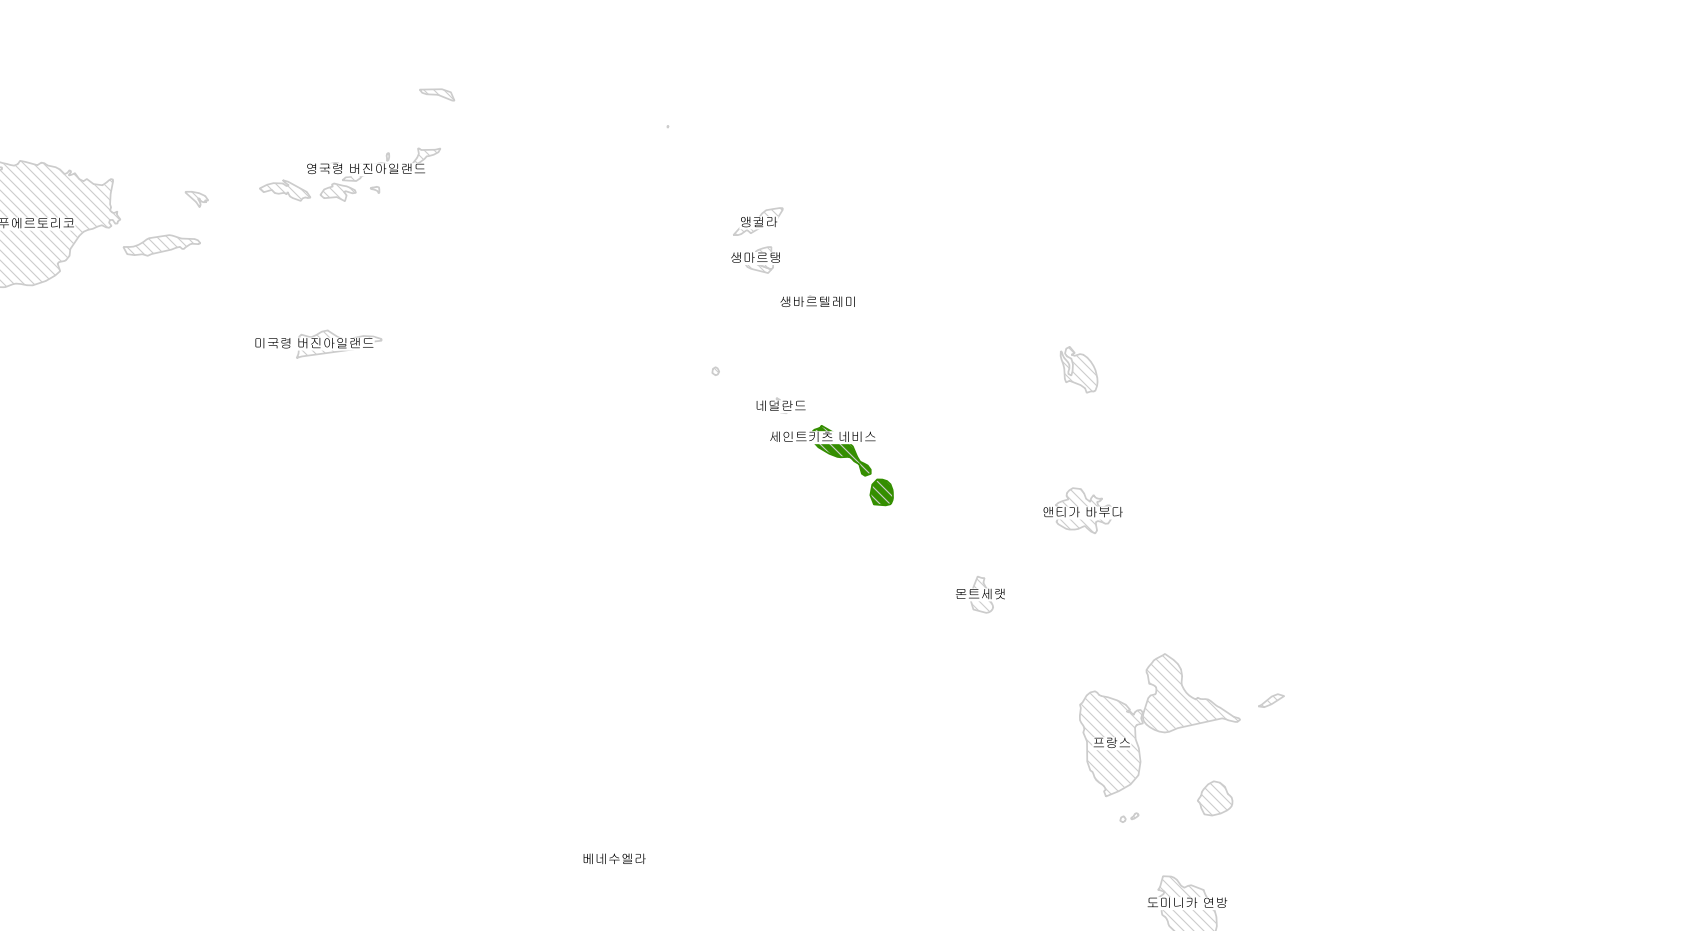 영국령 버진아일랜드
푸에르토리코
앵귈라
생마르탱
생바르텔레미
미국령 버진아일랜드
네덜란드
세인트키츠 네비스
앤티가 바부다
몬트세랫
프랑스
베네수엘라
도미니카 연방